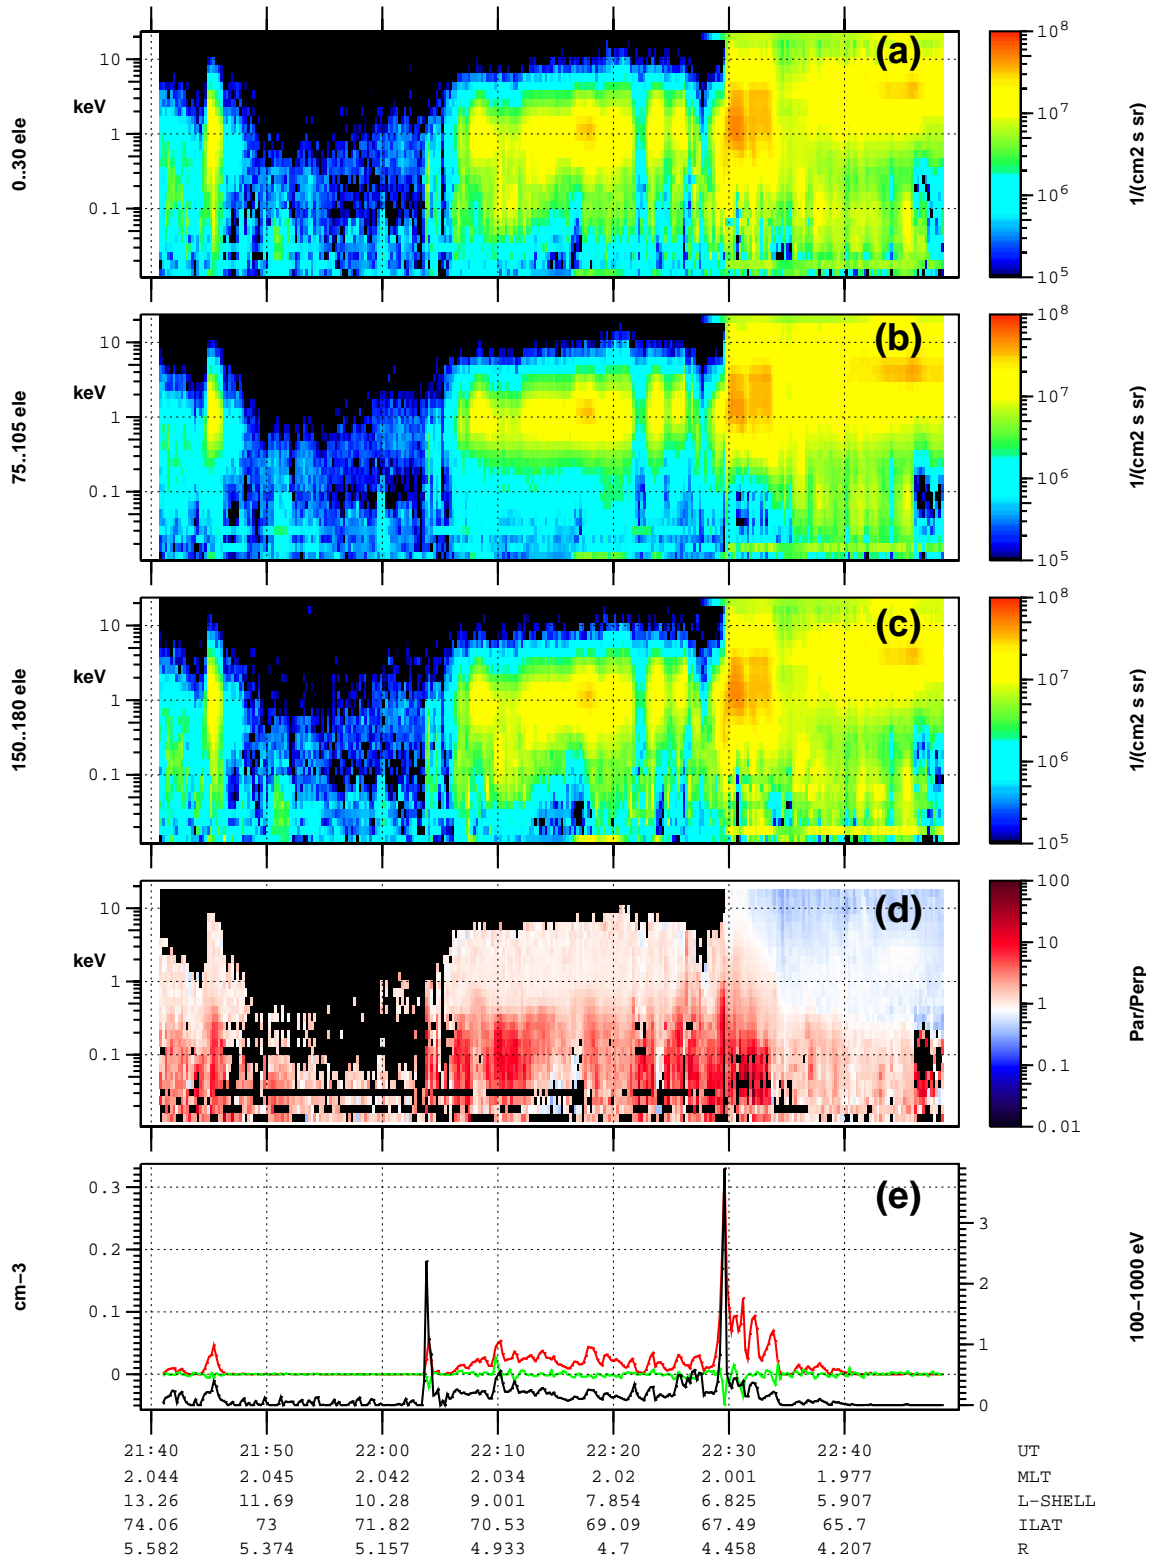 (a)
10
keV
1
0.1
0..30 ele
10^8
10^7
10^6
10^5
1/(cm2 s sr)
(b)
10
keV
1
0.1
75..105 ele
10^8
10^7
10^6
10^5
1/(cm2 s sr)
(c)
10
keV
1
0.1
150..180 ele
10^8
10^7
10^6
10^5
1/(cm2 s sr)
(d)
10
keV
1
0.1
100
10
1
0.1
0.01
Par/Perp
(e)
0.3
0.2
0.1
0
cm−3
3
2
1
0
100−1000 eV
21:40 21:50 22:00 22:10 22:20 22:30 22:40 UT
2.044 2.045 2.042 2.034 2.02 2.001 1.977 MLT
13.26 11.69 10.28 9.001 7.854 6.825 5.907 L-SHELL
74.06 73 71.82 70.53 69.09 67.49 65.7 ILAT
5.582 5.374 5.157 4.933 4.7 4.458 4.207 R